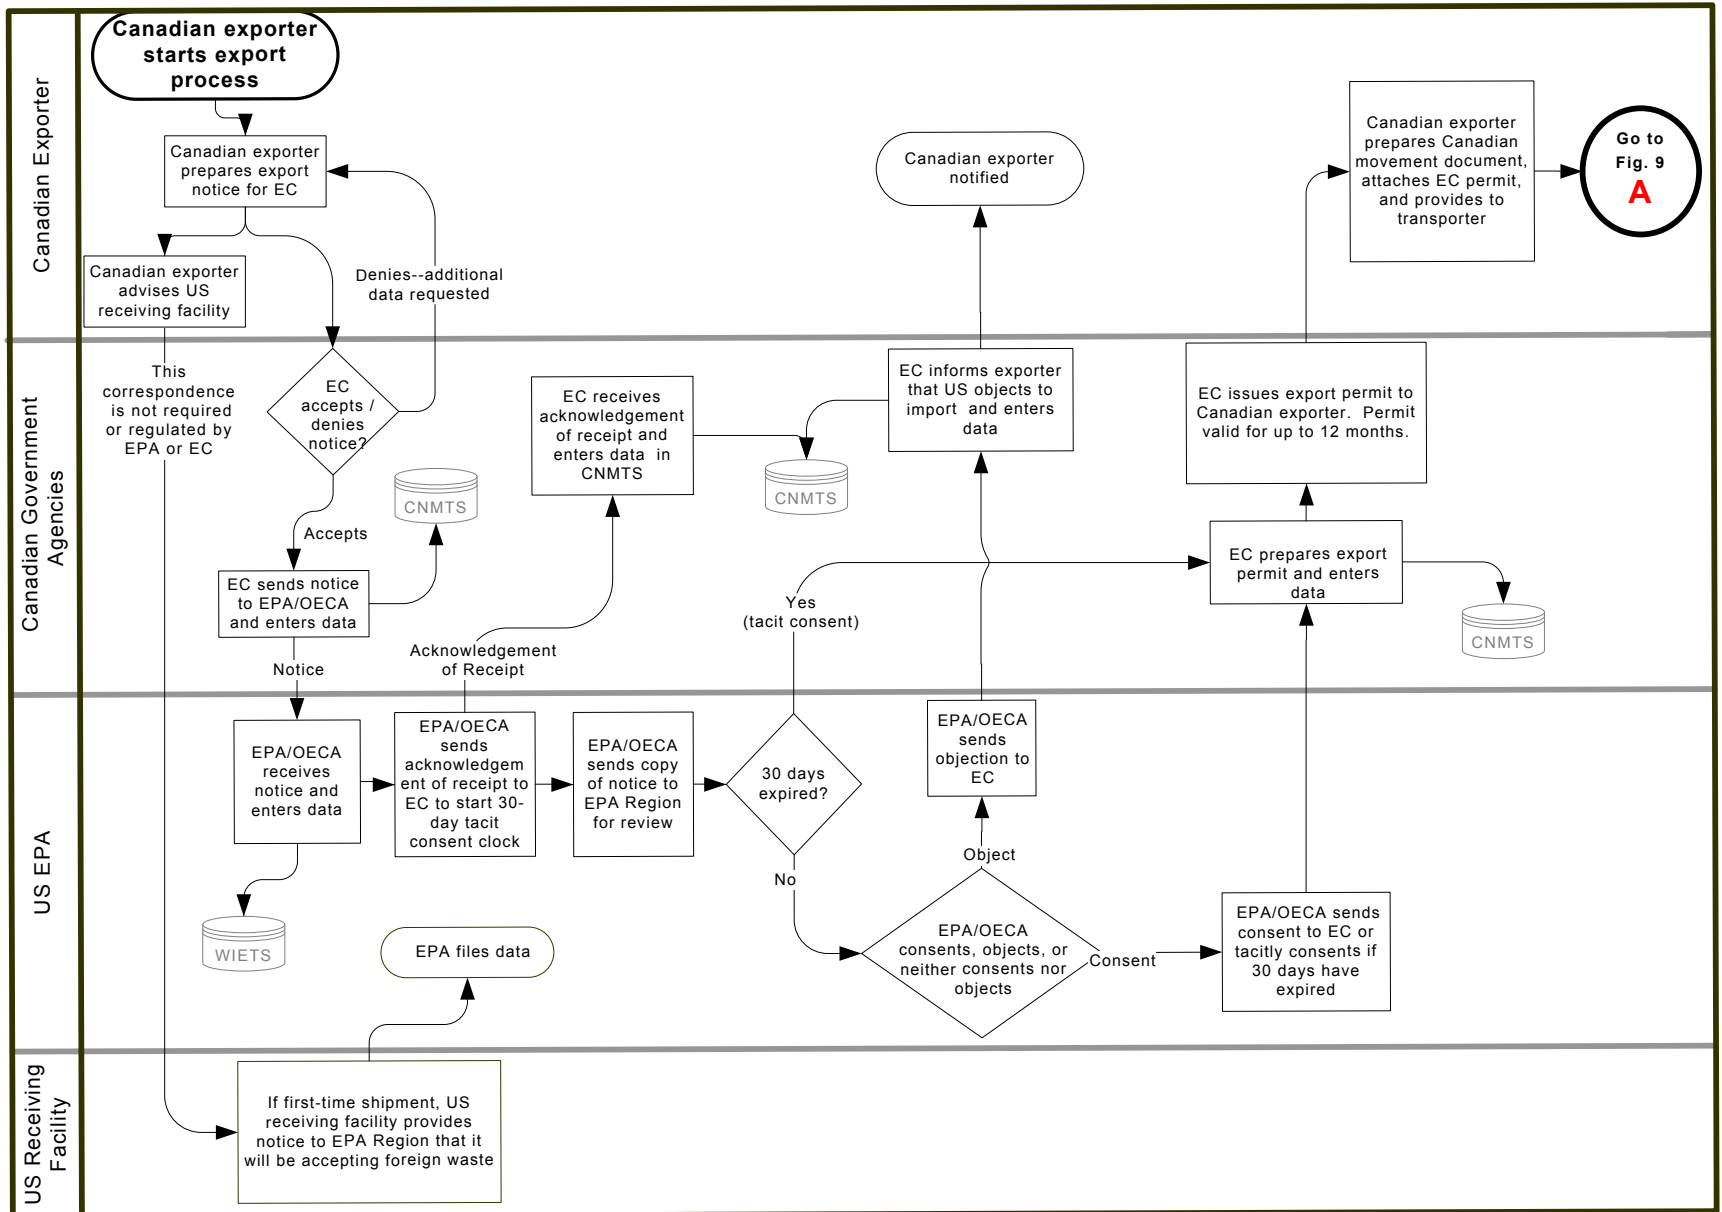 Canadian Exporter
Canadian exporter
starts export
process
Canadian exporter
prepares export
notice for EC
Canadian exporter
advises US
receiving facility
Denies--additional
data requested
Canadian exporter
notified
Canadian exporter
prepares Canadian
movement document,
attaches EC permit,
and provides to
transporter
Go to
Fig. 9
A
Canadian Government
Agencies
This
correspondence
is not required
or regulated by
EPA or EC
EC
accepts /
denies
notice?
Accepts
CNMTS
EC sends notice
to EPA/OECA
and enters data
Notice
EC receives
acknowledgement
of receipt and
enters data in
CNMTS
Acknowledgement
of Receipt
CNMTS
EC informs exporter
that US objects to
import and enters
data
Yes
(tacit consent)
EC issues export permit to
Canadian exporter. Permit
valid for up to 12 months.
EC prepares export
permit and enters
data
CNMTS
US EPA
EPA/OECA
receives
notice and
enters data
WIETS
EPA/OECA
sends
acknowledgem
ent of receipt to
EC to start 30-
day tacit
consent clock
EPA/OECA
sends copy
of notice to
EPA Region
for review
30 days
expired?
No
EPA/OECA
sends
objection to
EC
Object
EPA/OECA
consents, objects, or
neither consents nor
objects
Consent
EPA/OECA sends
consent to EC or
tacitly consents if
30 days have
expired
EPA files data
US Receiving
Facility
If first-time shipment, US
receiving facility provides
notice to EPA Region that it
will be accepting foreign waste